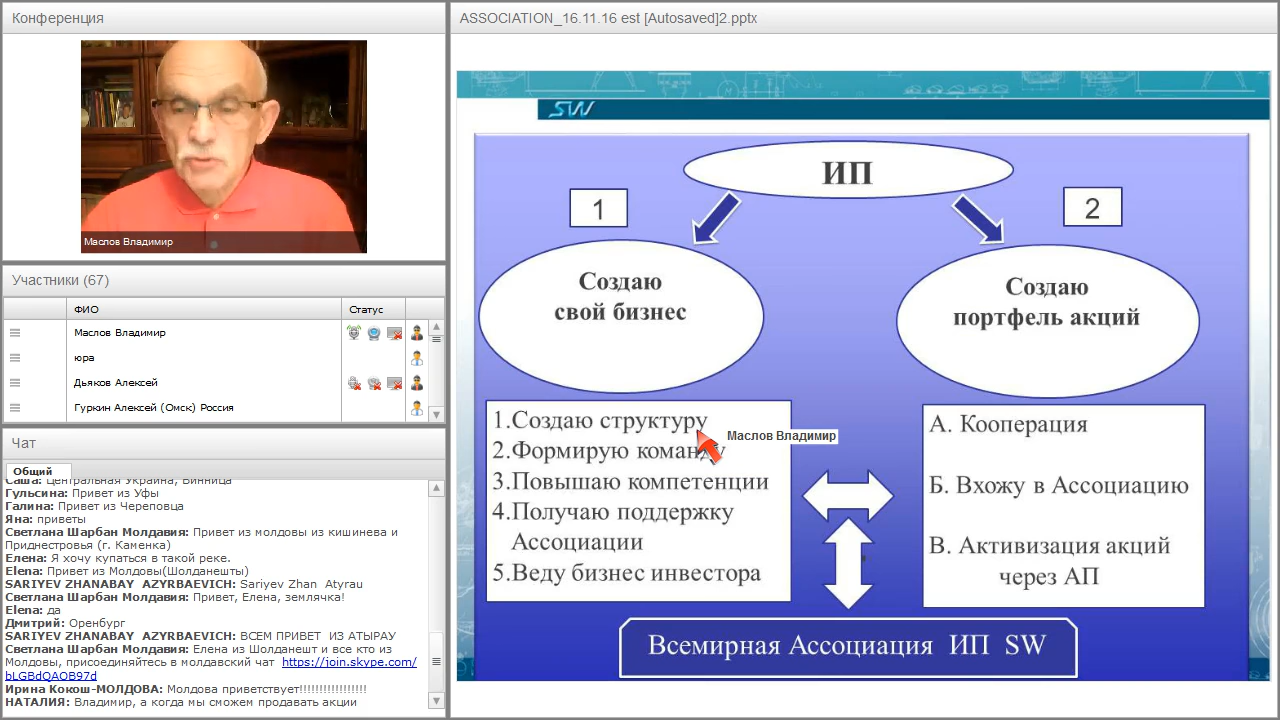 Конференция
Маслов Владимир
Участники (67)
ФИО
Статус
Маслов Владимир
юра
Дьяков Алексей
Гуркин Алексей (Омск) Россия
Чат
Общий
Саша: Центральная Украина, Винница
Гульсина: Привет из Уфы
Галина: Привет из Череповца
Яна: приветы
Светлана Шарбан Молдавия: Привет из молдовы из кишинева и
Приднестровья (г. Каменка)
Елена: Я хочу купаться в такой реке.
Elena: Привет из Молдовы(Шолданешты)
SARIYEV ZHANABAY AZYRBAEVICH: Sariyev Zhan Atyrau
Светлана Шарбан Молдавия: Привет, Елена, землячка!
Elena: да
Дмитрий: Оренбург
SARIYEV ZHANABAY AZYRBAEVICH: ВСЕМ ПРИВЕТ ИЗ АТЫРАУ
Светлана Шарбан Молдавия: Елена из Шолданешт и все кто из
Молдовы, присоединяйтесь в молдавский чат https://join.skype.com/
bLGBdQAOB97d
Ирина Кокош-МОЛДОВА: Молдова приветствует!!!!!!!!!!!!!!!!!
НАТАЛИЯ: Владимир, а когда мы сможем продавать акции
ASSOCIATION_16.11.16 est [Autosaved]2.pptx
SW
ИП
1
2
Создаю
свой бизнес
Создаю
портфель акций
1.Создаю структуру
2.Формирую команду
3.Повышаю компетенции
4.Получаю поддержку
Ассоциации
5.Веду бизнес инвестора
Маслов Владимир
А. Кооперация
Б. Вхожу в Ассоциацию
В. Активизация акций
через АП
Всемирная Ассоциация ИП SW